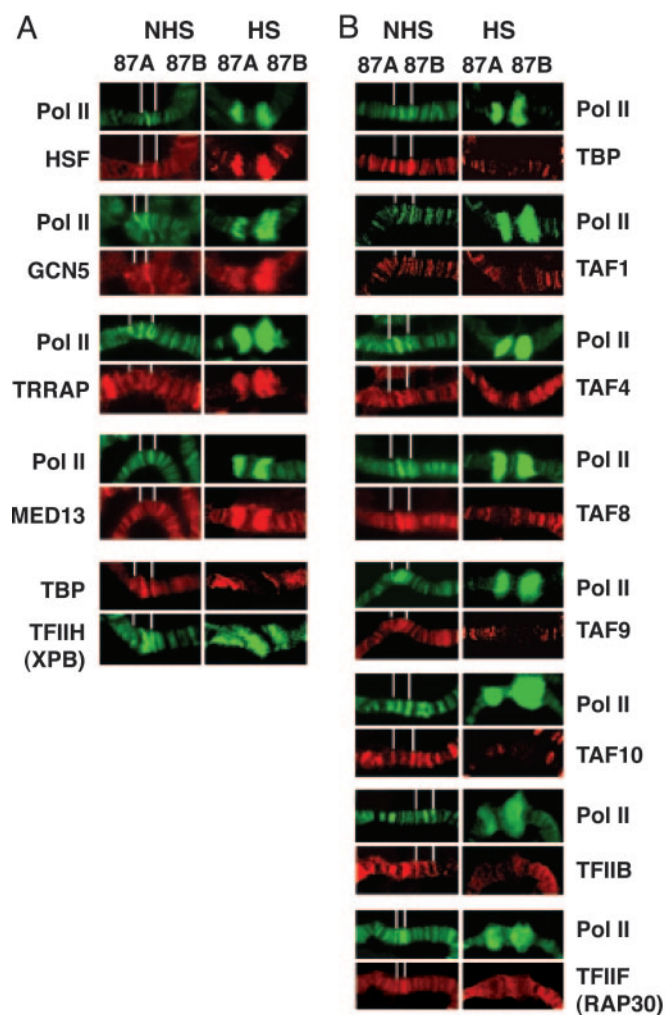 A
NHS HS
87A 87B 87A 87B
Pol II
HSF
Pol II
GCN5
Pol II
TRRAP
Pol II
MED13
TBP
TFIIH
(XPB)
B
NHS HS
87A 87B 87A 87B
Pol II
TBP
Pol II
TAF1
Pol II
TAF4
Pol II
TAF8
Pol II
TAF9
Pol II
TAF10
Pol II
TFIIB
Pol II
TFIIF
(RAP30)